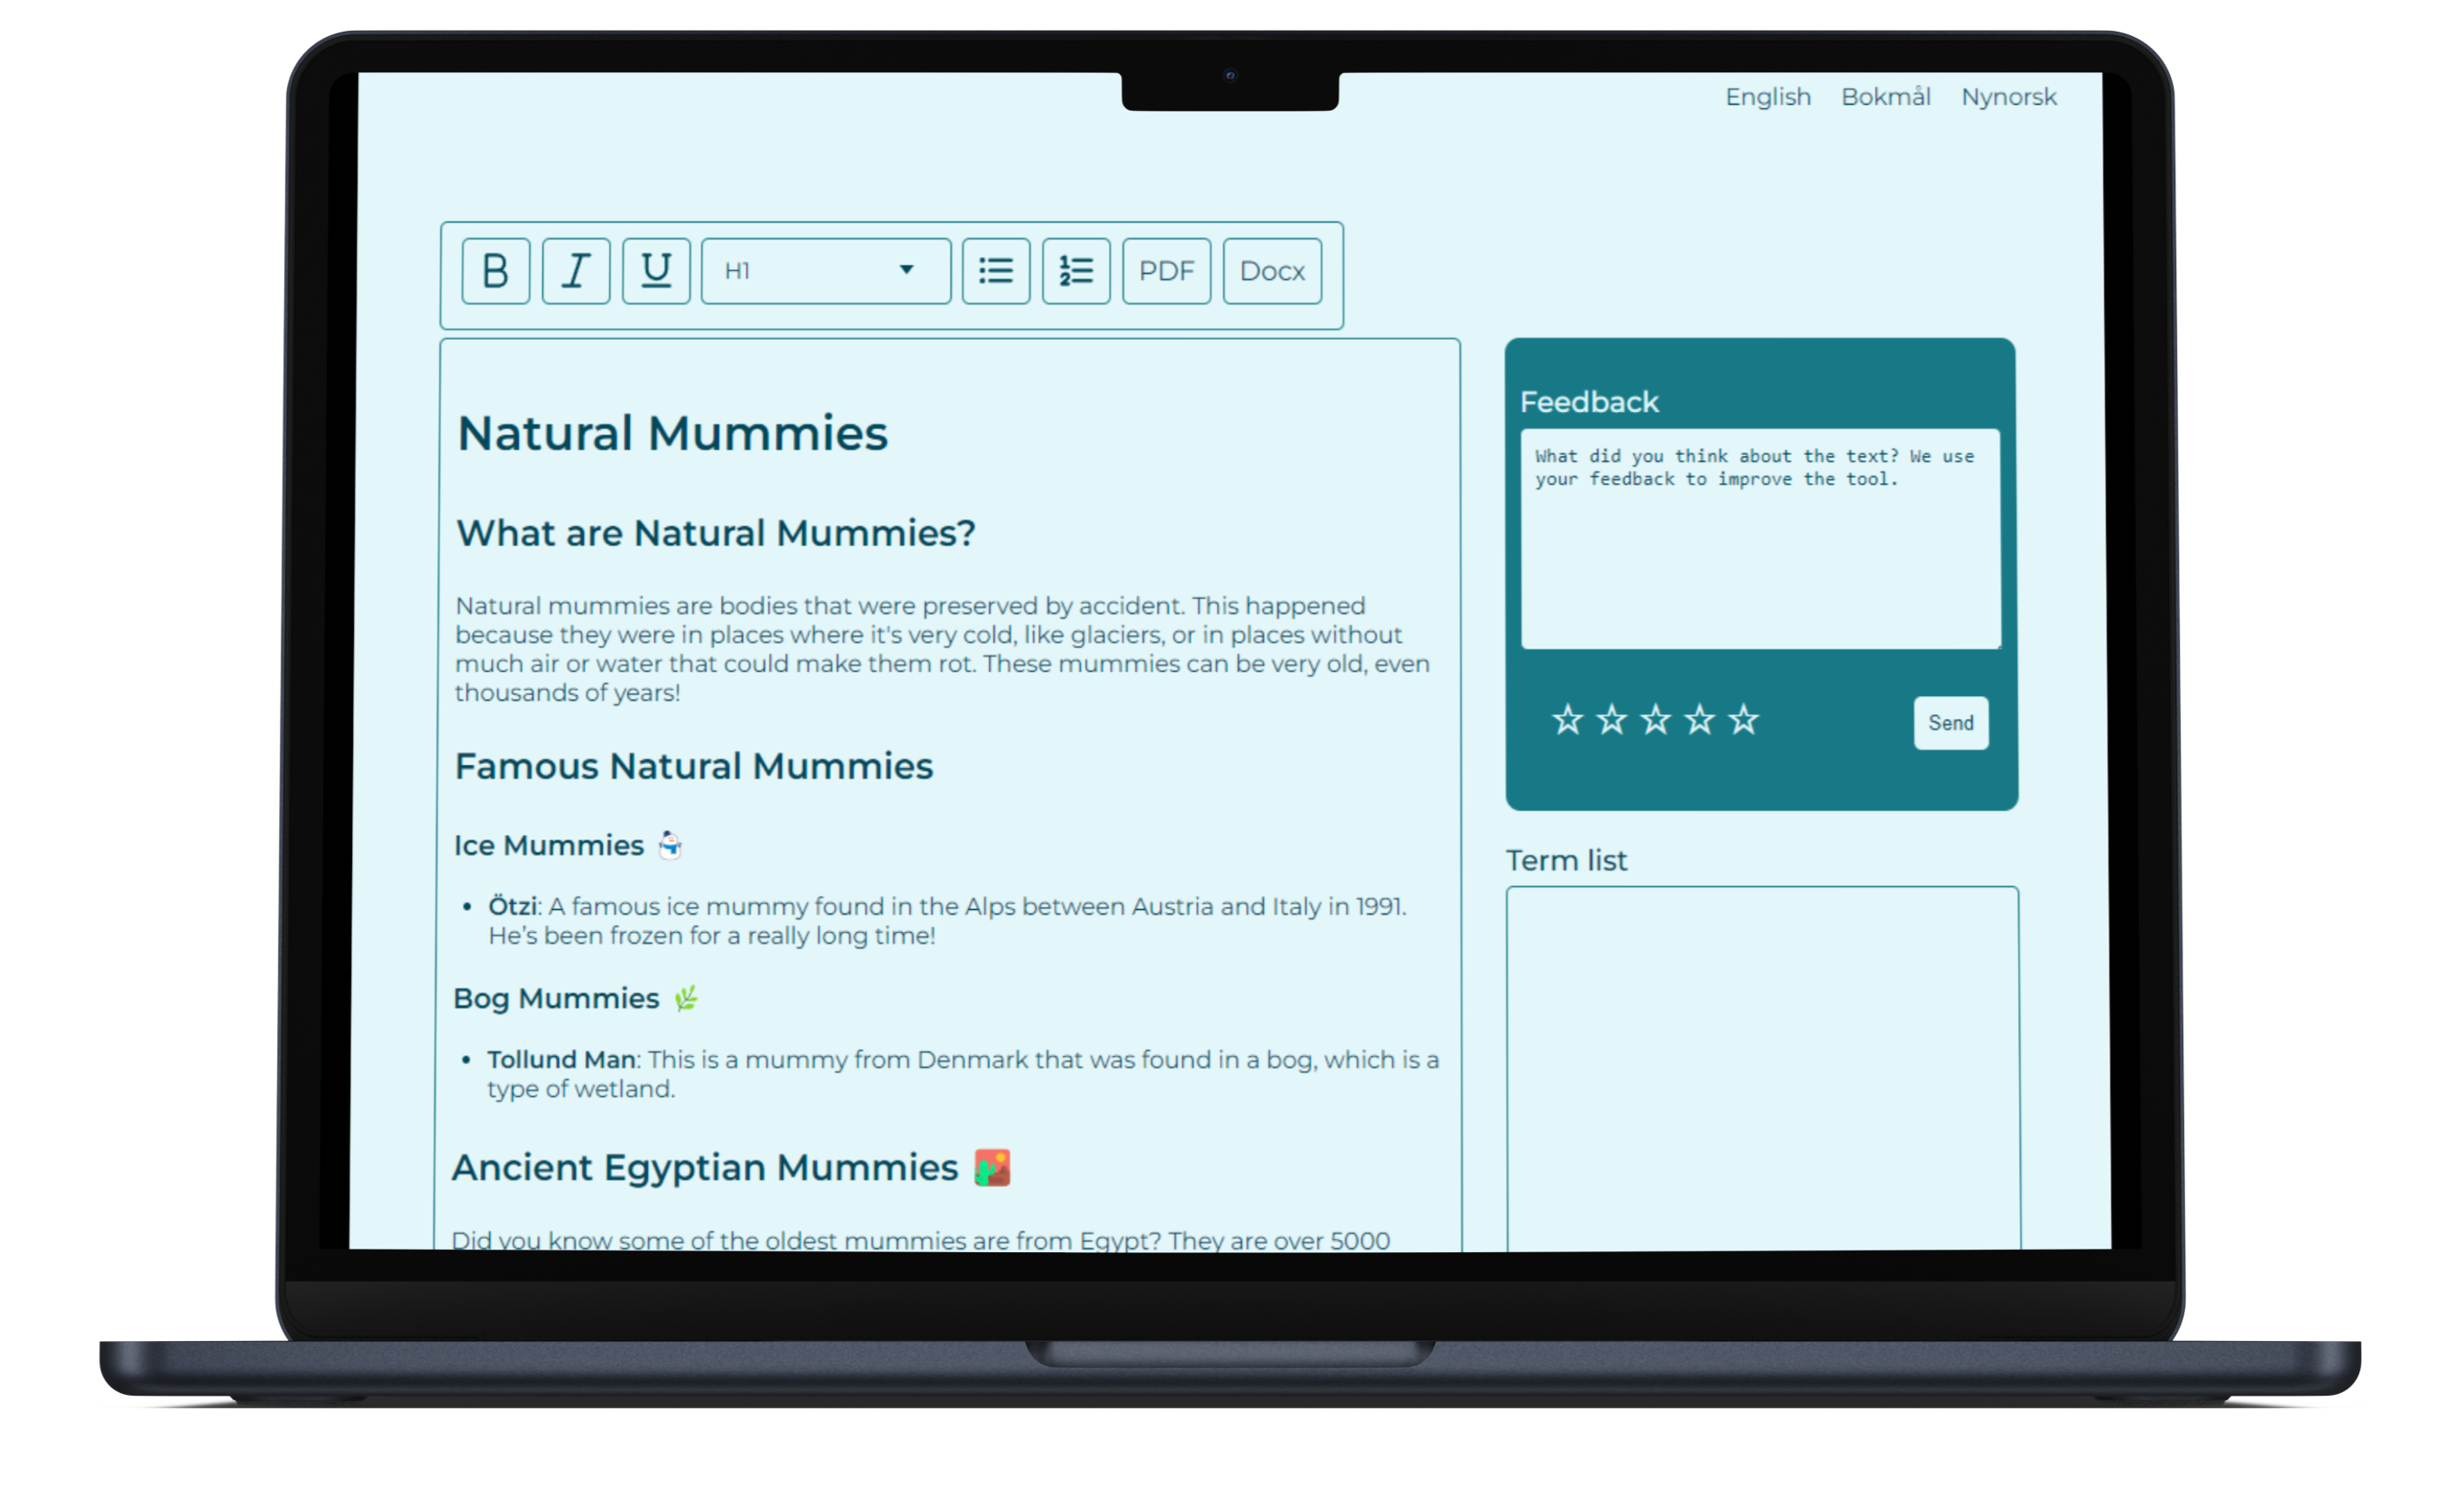 English Bokmål Nynorsk
B I U H1 PDF Docx
Natural Mummies
What are Natural Mummies?
Natural mummies are bodies that were preserved by accident. This happened
because they were in places where it's very cold, like glaciers, or in places without
much air or water that could make them rot. These mummies can be very old, even
thousands of years!
Famous Natural Mummies
Ice Mummies ☃️
• Ötzi: A famous ice mummy found in the Alps between Austria and Italy in 1991.
He’s been frozen for a really long time!
Bog Mummies 🌿
• Tollund Man: This is a mummy from Denmark that was found in a bog, which is a
type of wetland.
Ancient Egyptian Mummies 🏜️
Did you know some of the oldest mummies are from Egypt? They are over 5000
Feedback
What did you think about the text? We use
your feedback to improve the tool.
Send
Term list